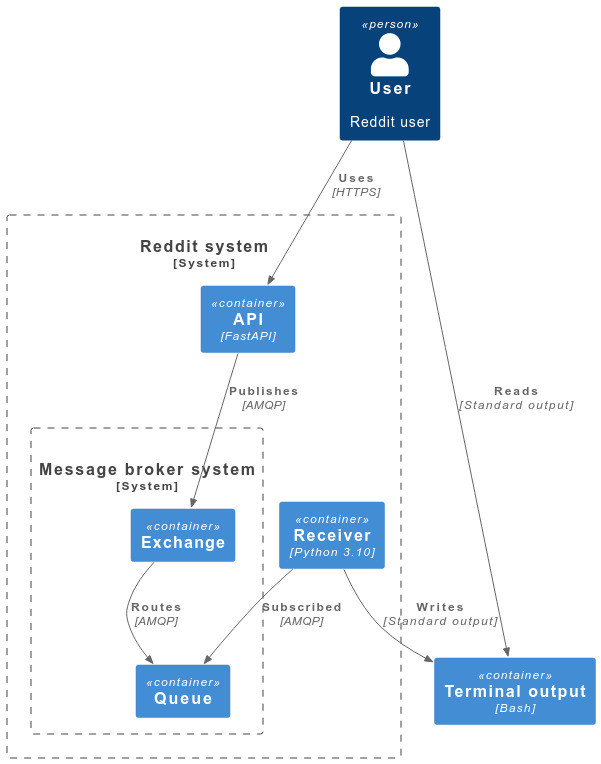 «person»
User
Reddit user
Uses
[HTTPS]
Reddit system
[System]
«container»
API
[FastAPI]
Publishes
[AMQP]
Reads
[Standard output]
Message broker system
[System]
«container»
Exchange
«container»
Receiver
[Python 3.10]
Routes
[AMQP]
Subscribed
[AMQP]
Writes
[Standard output]
«container»
Queue
«container»
Terminal output
[Bash]